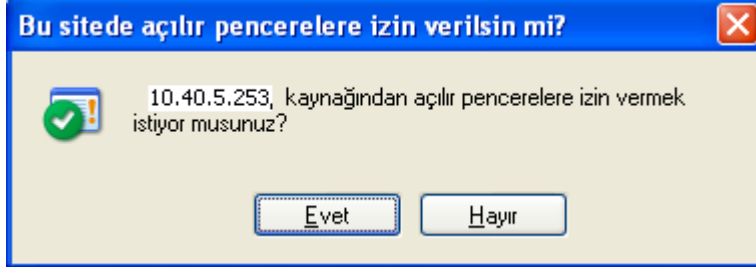 Bu sitede açılır pencerelere izin verilsin mi?
10.40.5.253, kaynağından açılır pencerelere izin vermek
istiyor musunuz?
Evet
Hayır